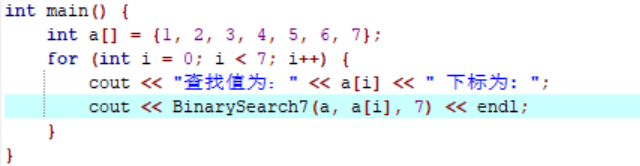 int main() {
    int a[] = {1, 2, 3, 4, 5, 6, 7};
    for (int i = 0; i < 7; i++) {
        cout << "查找值为：" << a[i] << " 下标为: ";
        cout << BinarySearch7(a, a[i], 7) << endl;
    }
}